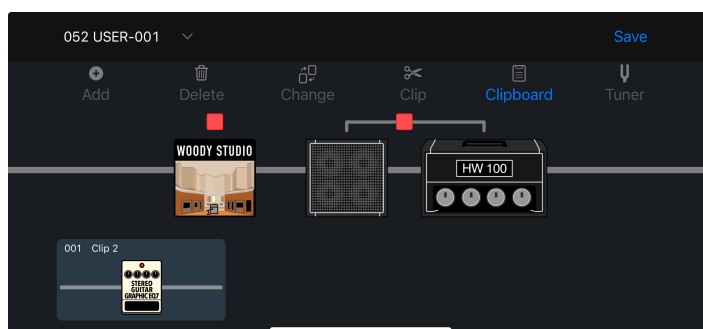 052 USER-001
Save
Add
Delete
Change
Clip
Clipboard
Tuner
WOODY STUDIO
HW 100
001 Clip 2
STEREO
GUITAR
GRAPHIC EQ7